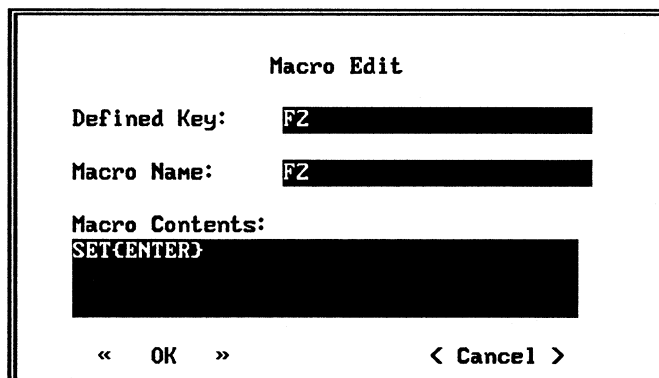 Macro Edit
Defined Key: F2
Macro Name: F2
Macro Contents:
SET{ENTER}
« OK » < Cancel >